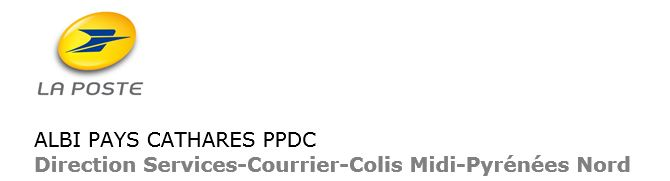 LA POSTE
ALBI PAYS CATHARES PPDC
Direction Services-Courrier-Colis Midi-Pyrénées Nord